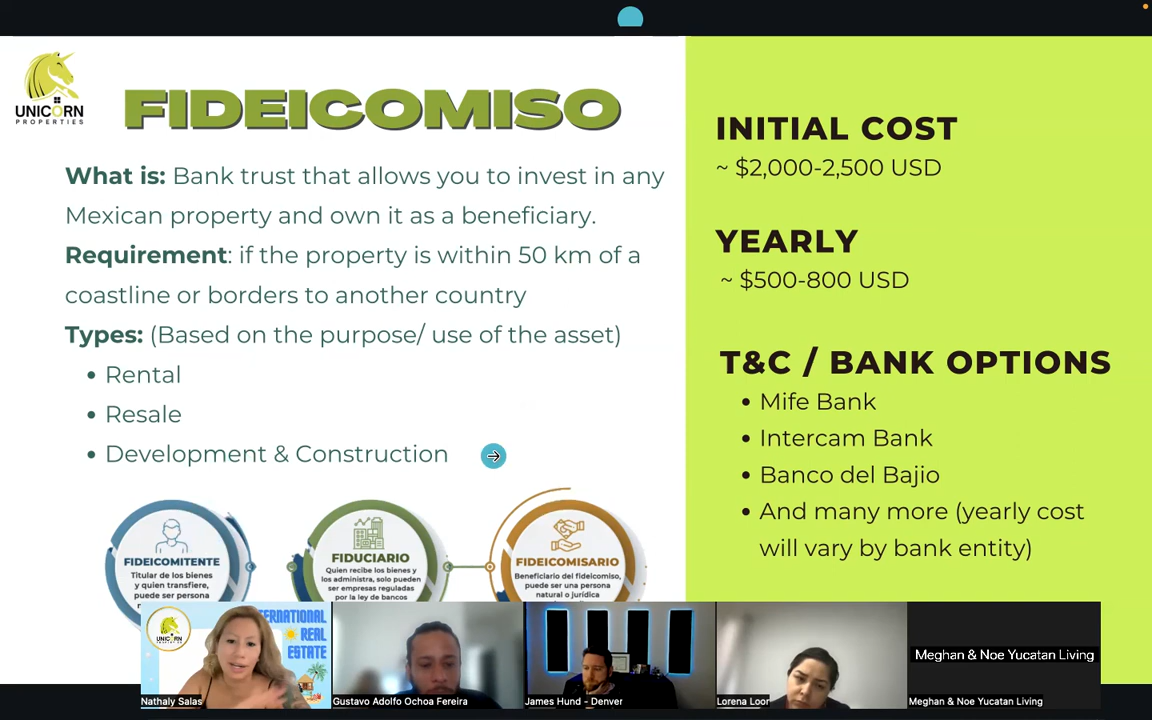 UNICORN
PROPERTIES
FIDEICOMISO
What is: Bank trust that allows you to invest in any
Mexican property and own it as a beneficiary.
Requirement: if the property is within 50 km of a
coastline or borders to another country
Types: (Based on the purpose/ use of the asset)
• Rental
• Resale
• Development & Construction
INITIAL COST
~ $2,000-2,500 USD
YEARLY
~ $500-800 USD
T&C / BANK OPTIONS
• Mife Bank
• Intercam Bank
• Banco del Bajio
• And many more (yearly cost
will vary by bank entity)
FIDEICOMITENTE
Titular de los bienes
y quien transfiere,
puede ser persona
FIDUCIARIO
Quien recibe los bienes y
los administra, solo pueden
ser empresas reguladas
por la ley de bancos
FIDEICOMISARIO
Beneficiario del fideicomiso,
puede ser una persona
natural o jurídica
UNICORN
REAL
ESTATE
Nathaly Salas
Gustavo Adolfo Ochoa Fereira
James Hund - Denver
Lorena Loor
Meghan & Noe Yucatan Living
Meghan & Noe Yucatan Living